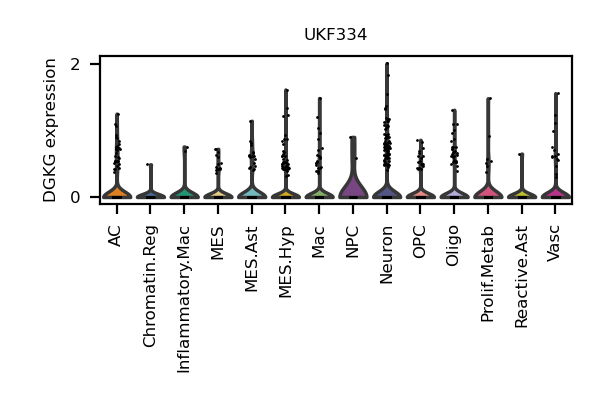 UKF334
DGKG expression
2
0
AC
Chromatin.Reg
Inflammatory.Mac
MES
MES.Ast
MES.Hyp
Mac
NPC
Neuron
OPC
Oligo
Prolif.Metab
Reactive.Ast
Vasc